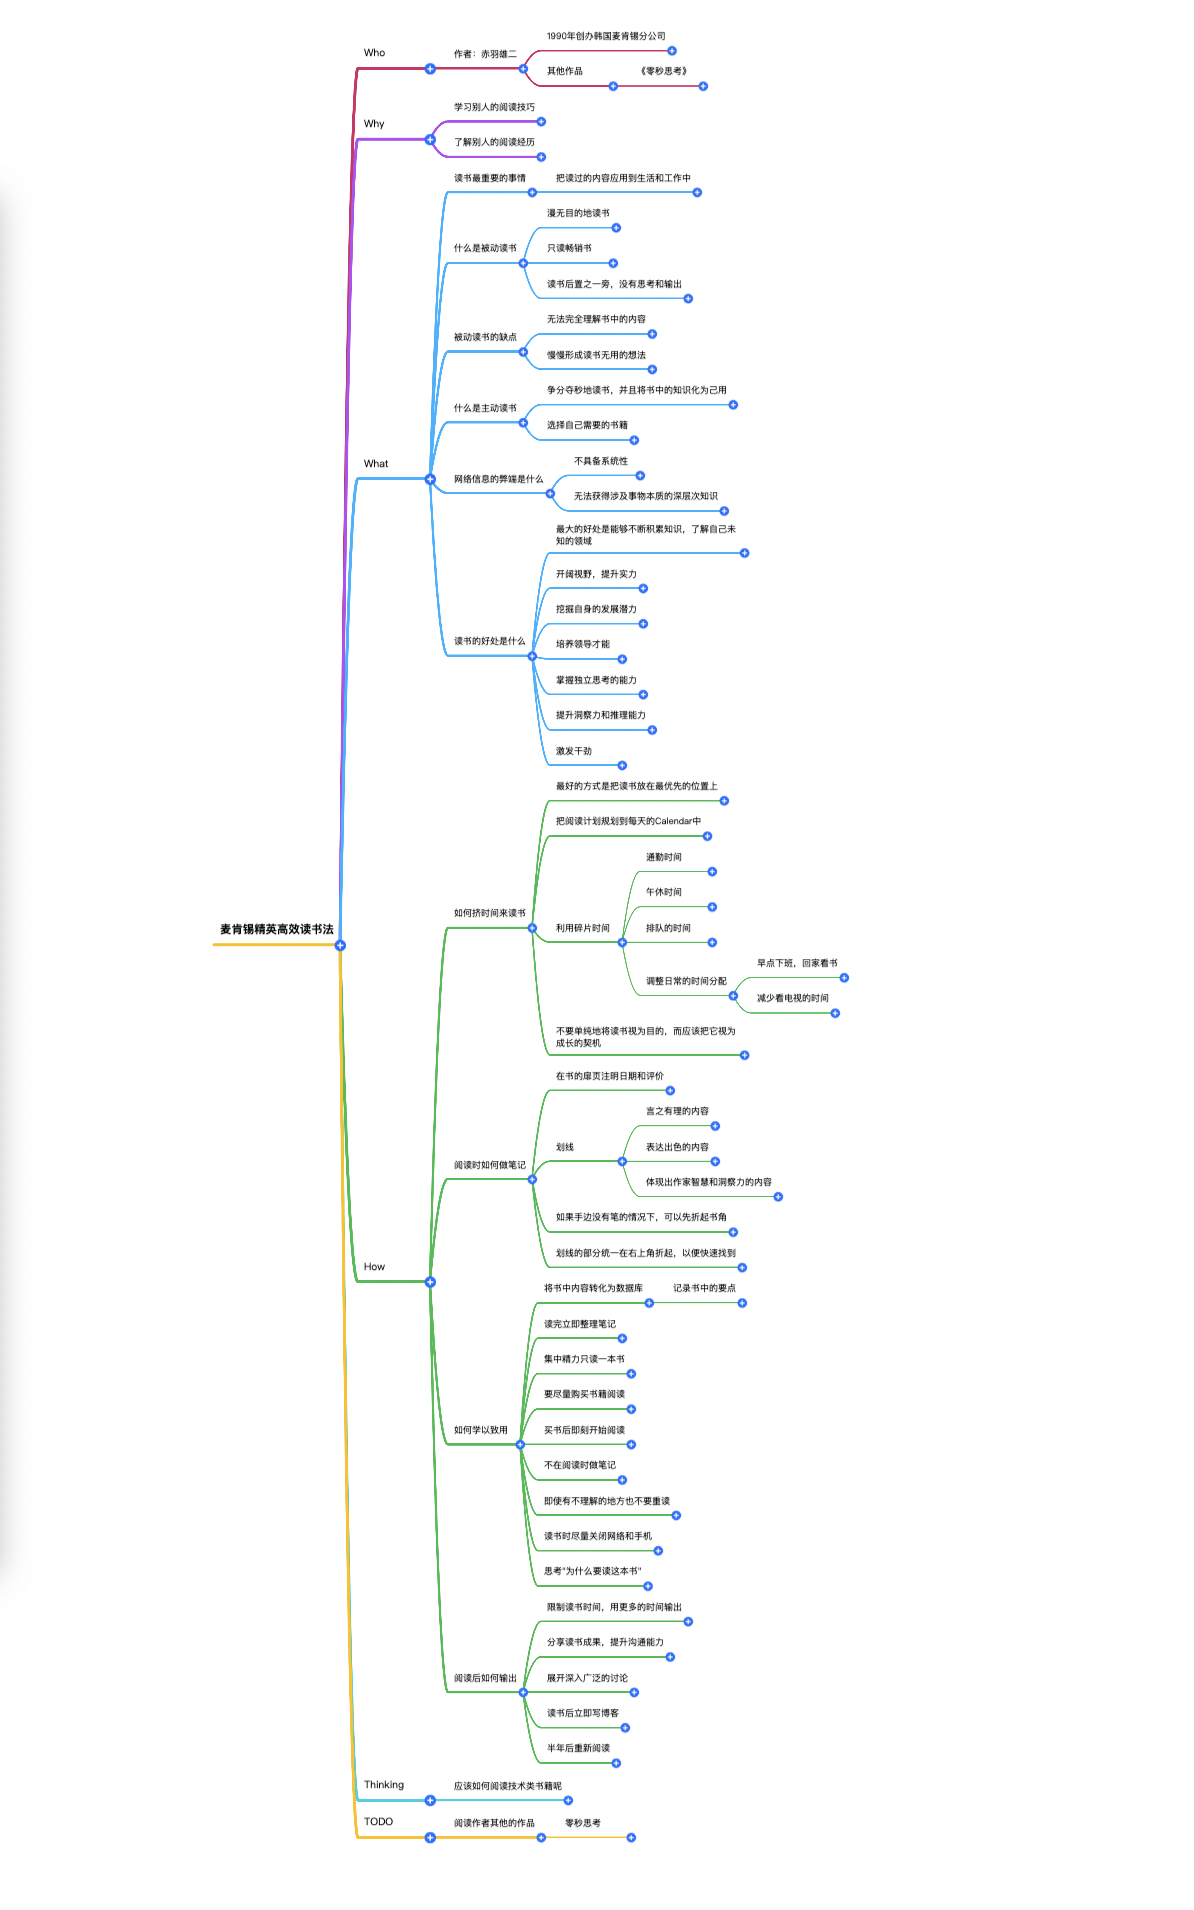 Who
作者：赤羽雄二
1990年创办韩国麦肯锡分公司
其他作品
《零秒思考》
Why
学习别人的阅读技巧
了解别人的阅读经历
What
读书最重要的事情
把读过的内容应用到生活和工作中
什么是被动读书
漫无目的地读书
只读畅销书
读书后置之一旁，没有思考和输出
被动读书的缺点
无法完全理解书中的内容
慢慢形成读书无用的想法
什么是主动读书
争分夺秒地读书，并且将书中的知识化为己用
选择自己需要的书籍
网络信息的弊端是什么
不具备系统性
无法获得涉及事物本质的深层次知识
读书的好处是什么
最大的好处是能够不断积累知识，了解自己未
知的领域
开阔视野，提升实力
挖掘自身的发展潜力
培养领导才能
掌握独立思考的能力
提升洞察力和推理能力
激发干劲
麦肯锡精英高效读书法
How
如何挤时间来读书
最好的方式是把读书放在最优先的位置上
把阅读计划规划到每天的Calendar中
利用碎片时间
通勤时间
午休时间
排队的时间
调整日常的时间分配
早点下班，回家看书
减少看电视的时间
不要单纯地将读书视为目的，而应该把它视为
成长的契机
阅读时如何做笔记
在书的扉页注明日期和评价
划线
言之有理的内容
表达出色的内容
体现出作家智慧和洞察力的内容
如果手边没有笔的情况下，可以先折起书角
划线的部分统一在右上角折起，以便快速找到
如何学以致用
将书中内容转化为数据库
记录书中的要点
读完立即整理笔记
集中精力只读一本书
要尽量购买书籍阅读
买书后即刻开始阅读
不在阅读时做笔记
即使有不理解的地方也不要重读
读书时尽量关闭网络和手机
思考“为什么要读这本书”
阅读后如何输出
限制读书时间，用更多的时间输出
分享读书成果，提升沟通能力
展开深入广泛的讨论
读书后立即写博客
半年后重新阅读
Thinking
应该如何阅读技术类书籍呢
TODO
阅读作者其他的作品
零秒思考